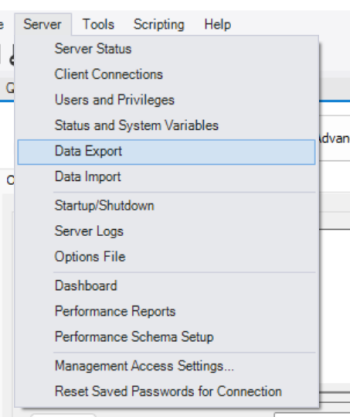 Server Tools Scripting Help
Server Status
Client Connections
Users and Privileges
Status and System Variables
Data Export
Data Import
Startup/Shutdown
Server Logs
Options File
Dashboard
Performance Reports
Performance Schema Setup
Management Access Settings...
Reset Saved Passwords for Connection